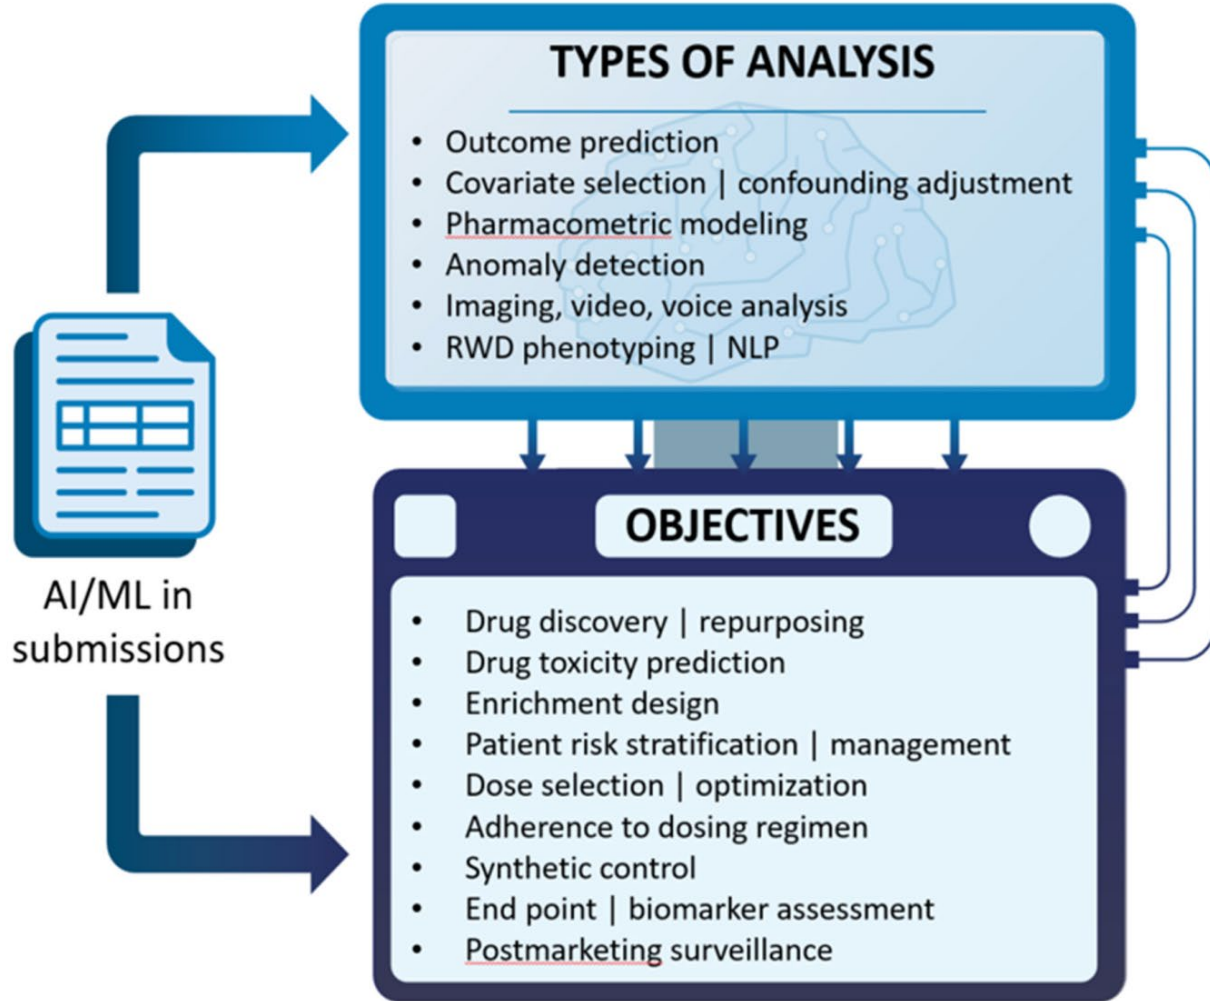 TYPES OF ANALYSIS
• Outcome prediction
• Covariate selection | confounding adjustment
• Pharmacometric modeling
• Anomaly detection
• Imaging, video, voice analysis
• RWD phenotyping | NLP
AI/ML in
submissions
OBJECTIVES
• Drug discovery | repurposing
• Drug toxicity prediction
• Enrichment design
• Patient risk stratification | management
• Dose selection | optimization
• Adherence to dosing regimen
• Synthetic control
• End point | biomarker assessment
• Postmarketing surveillance